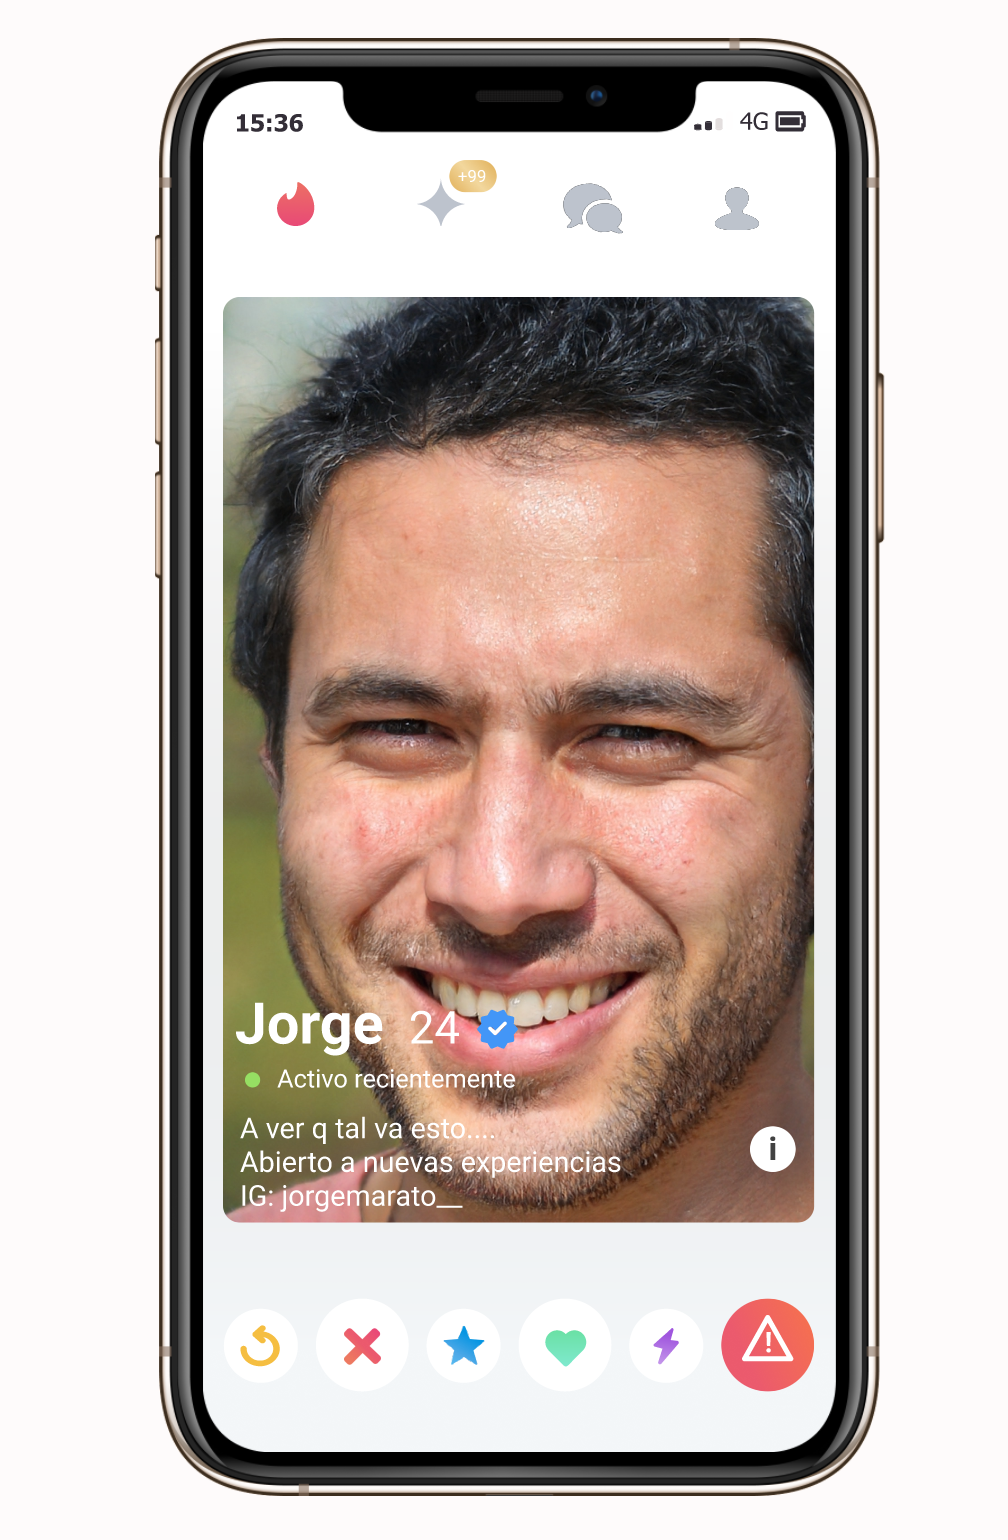 15:36
4G
+99
Jorge 24
Activo recientemente
A ver q tal va esto....
Abierto a nuevas experiencias
IG: jorgemarato__
i
!